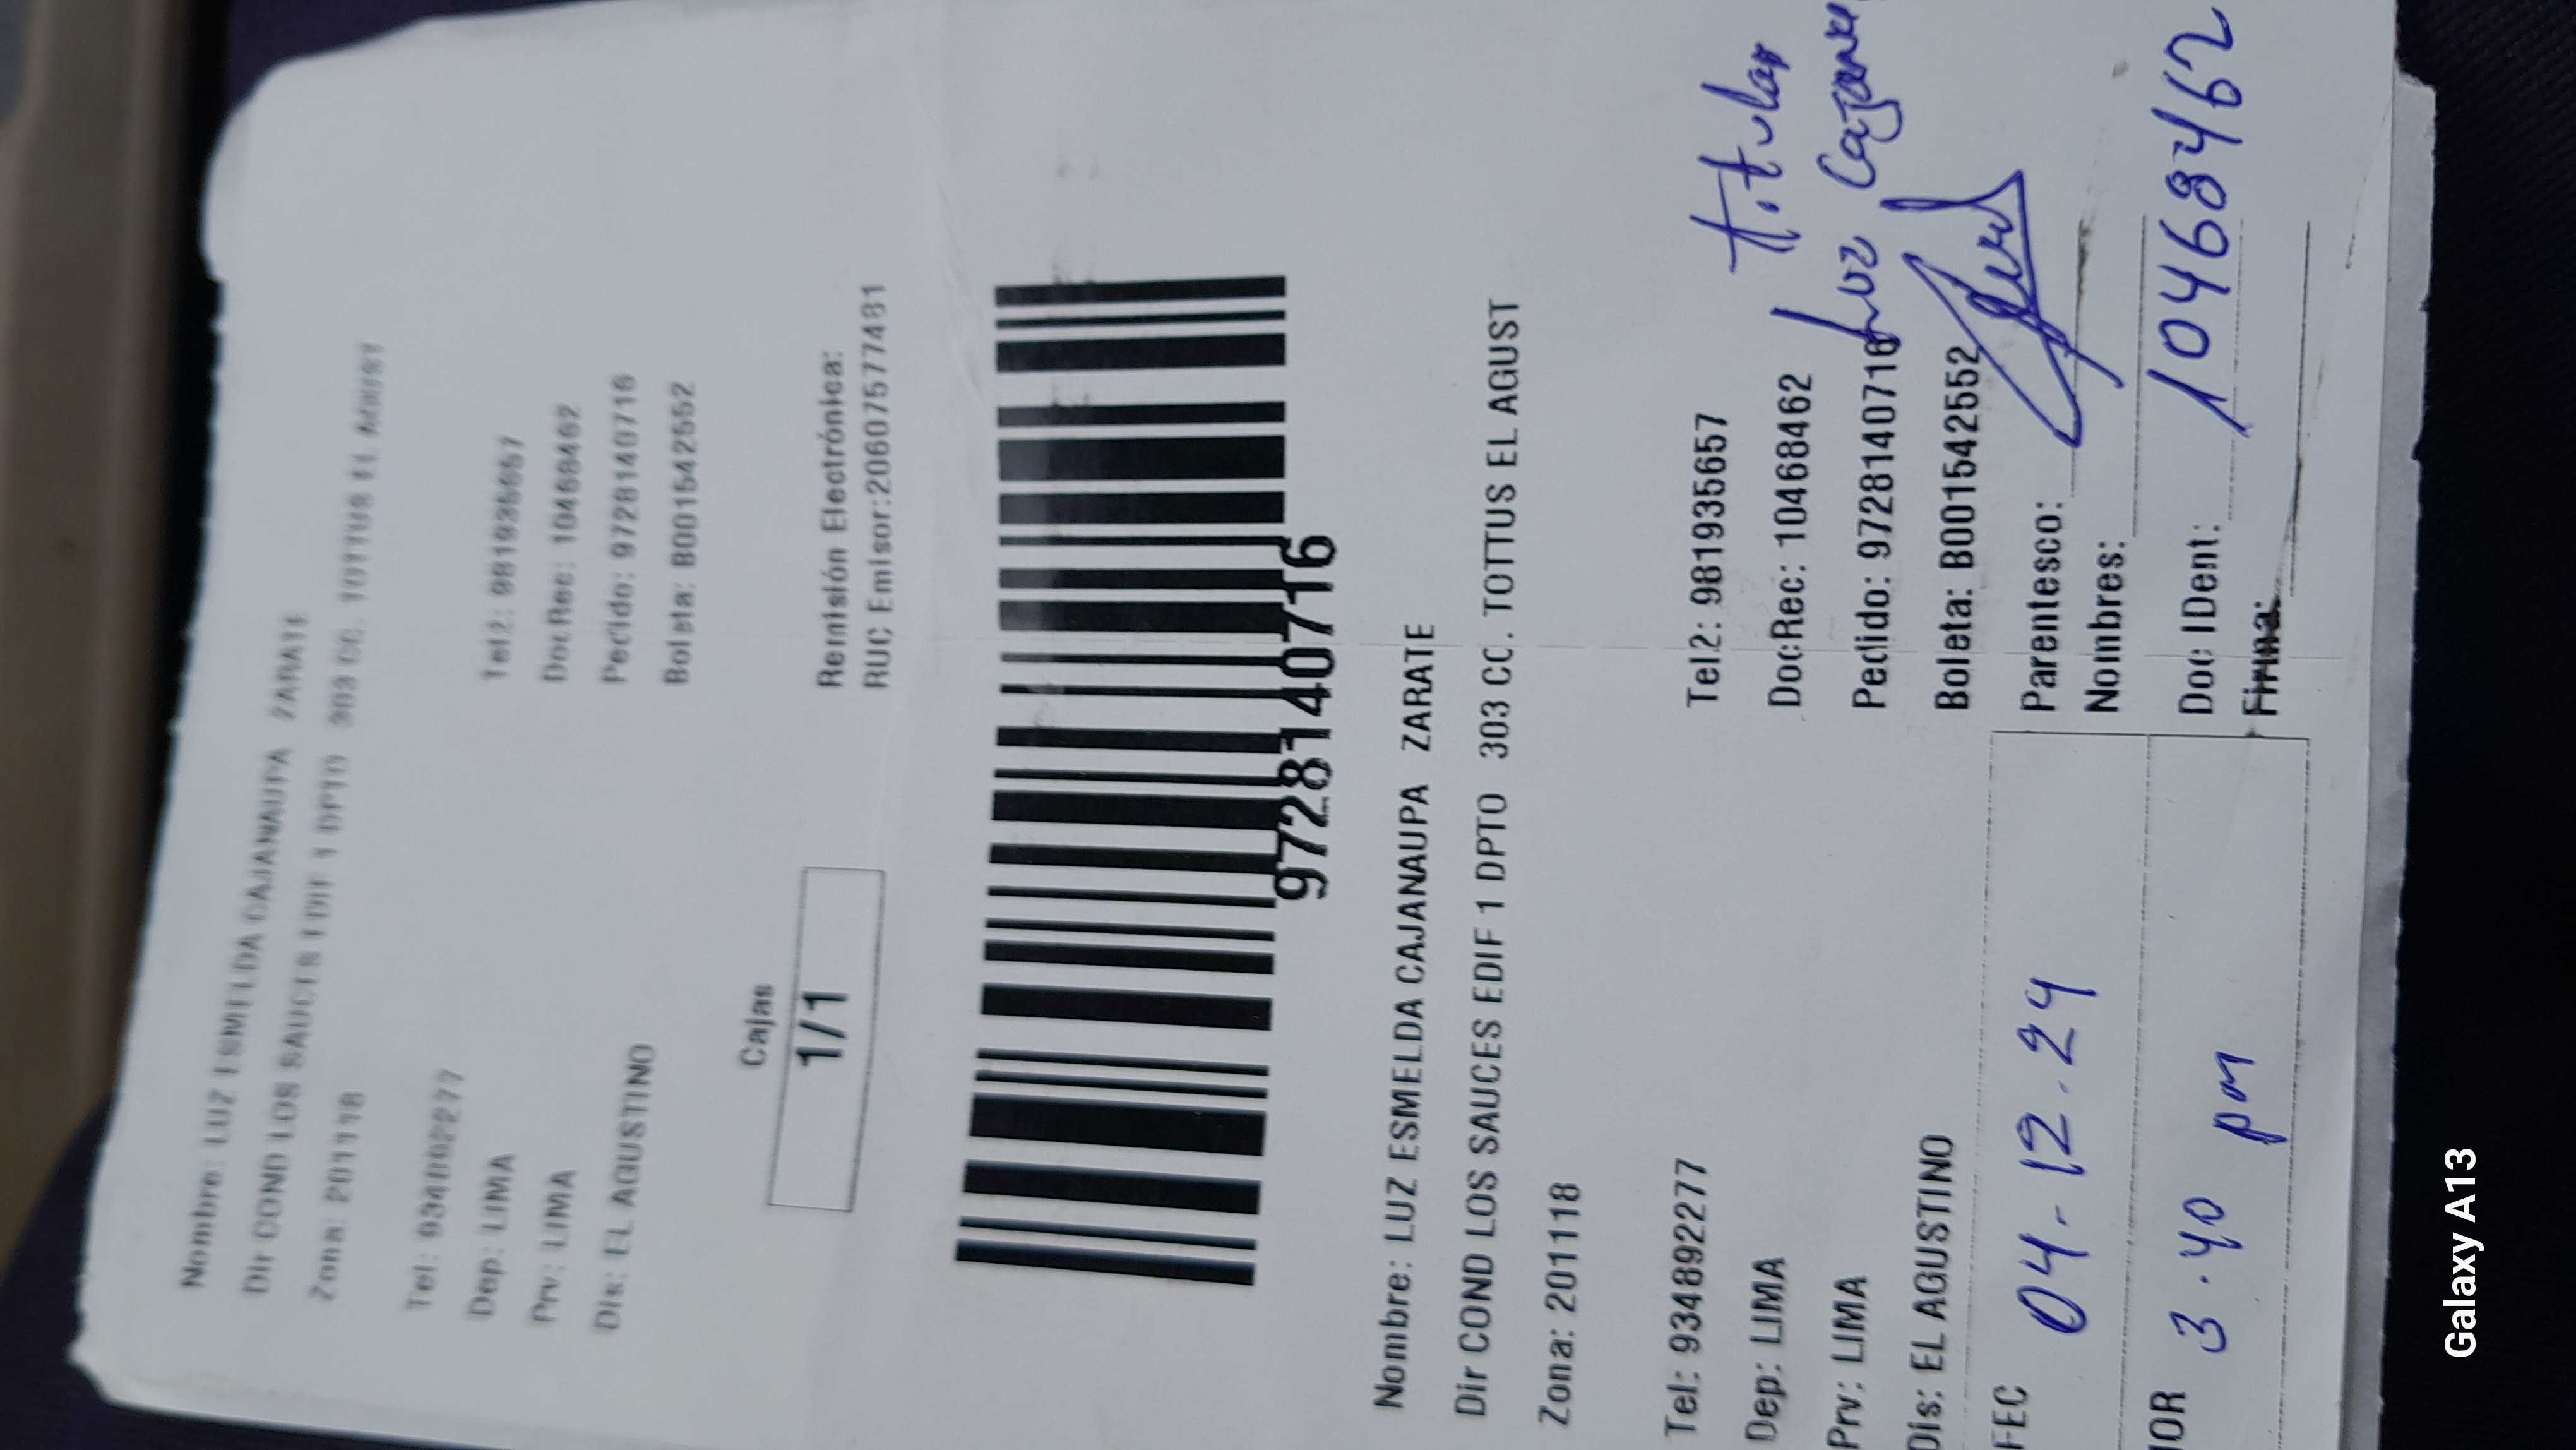 Nombre: LUZ ESMELDA CAJANAUPA ZARATE
Dir COND LOS SAUCES EDIF 1 DPTO 303 CC. TOTTUS EL AGUST
Zona: 201118
Tel: 934892277
Tel2: 981935657
Dep: LIMA
DocRec: 10468462
Prv: LIMA
Pedido: 9728140716
Dis: EL AGUSTINO
Boleta: B001542552
Cajas
1/1
Remisión Electrónica:
RUC Emisor:20607577481
9728140716
Nombre: LUZ ESMELDA CAJANAUPA ZARATE
Dir COND LOS SAUCES EDIF 1 DPTO 303 CC. TOTTUS EL AGUST
Zona: 201118
Tel: 934892277
Tel2: 981935657
Titular
Dep: LIMA
DocRec: 10468462
Luz
Prv: LIMA
Pedido: 9728140716
Dis: EL AGUSTINO
Boleta: B001542552
FEC 04-12-24
Parentesco:
Nombres:
HOR 3.40 pm
Doc IDent: 10468462
Firma:
Galaxy A13